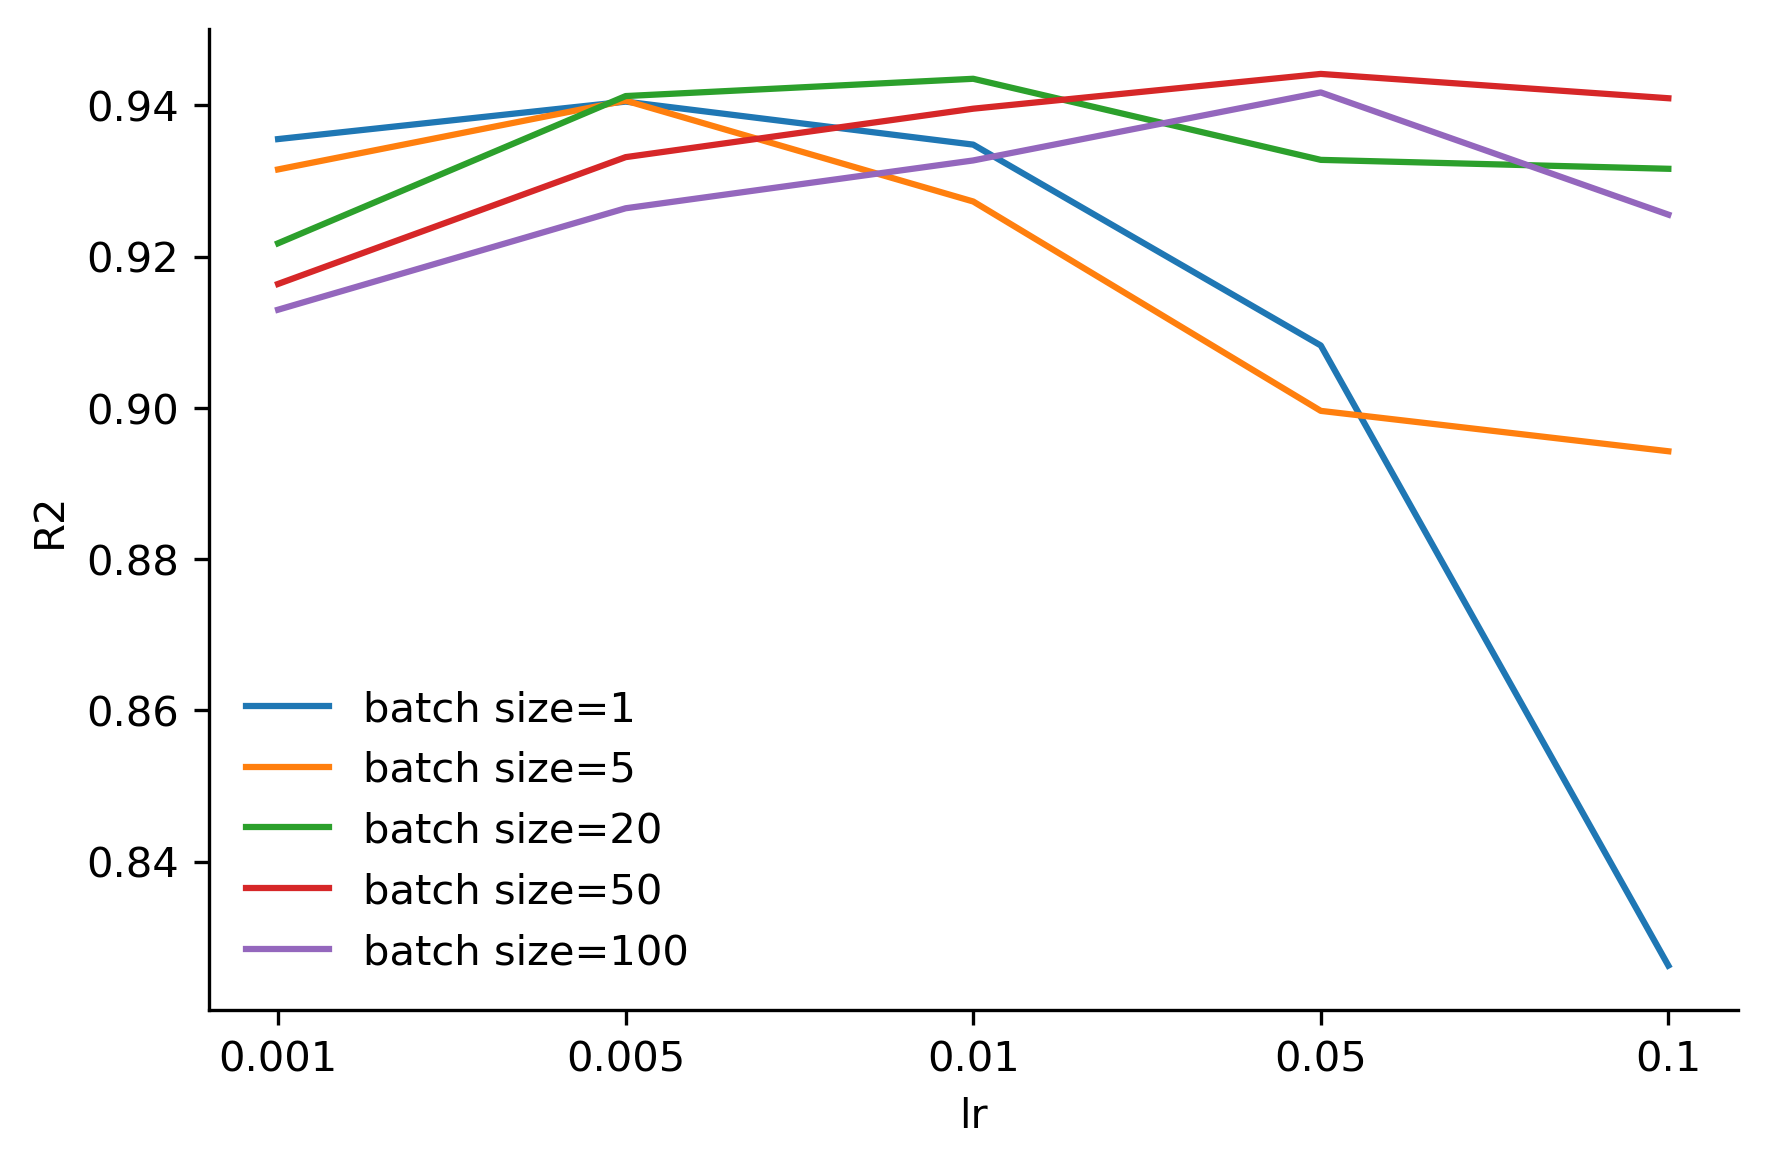 R2
0.94
0.92
0.90
0.88
0.86
0.84
batch size=1
batch size=5
batch size=20
batch size=50
batch size=100
0.001 0.005 0.01 0.05 0.1
lr